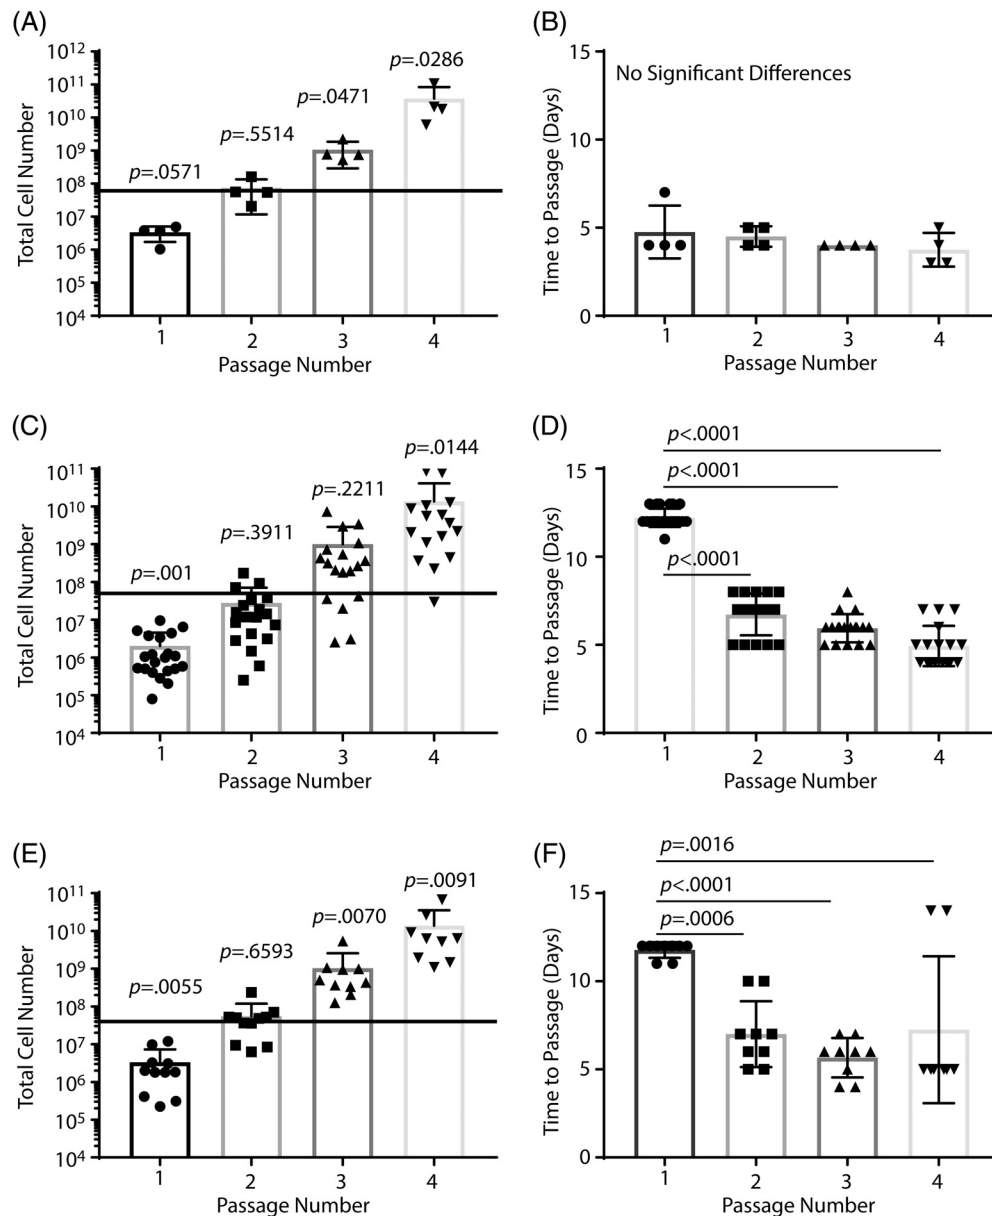 (A)
Total Cell Number
10¹²
10¹¹
10¹⁰
10⁹
10⁸
10⁷
10⁶
10⁵
10⁴
p=.0571
p=.5514
p=.0471
p=.0286
1 2 3 4
Passage Number
(B)
Time to Passage (Days)
15
10
5
0
No Significant Differences
1 2 3 4
Passage Number
(C)
Total Cell Number
10¹¹
10¹⁰
10⁹
10⁸
10⁷
10⁶
10⁵
10⁴
p=.001
p=.3911
p=.2211
p=.0144
1 2 3 4
Passage Number
(D)
Time to Passage (Days)
15
10
5
0
p<.0001
p<.0001
p<.0001
1 2 3 4
Passage Number
(E)
Total Cell Number
10¹¹
10¹⁰
10⁹
10⁸
10⁷
10⁶
10⁵
10⁴
p=.0055
p=.6593
p=.0070
p=.0091
1 2 3 4
Passage Number
(F)
Time to Passage (Days)
15
10
5
0
p=.0016
p<.0001
p=.0006
1 2 3 4
Passage Number